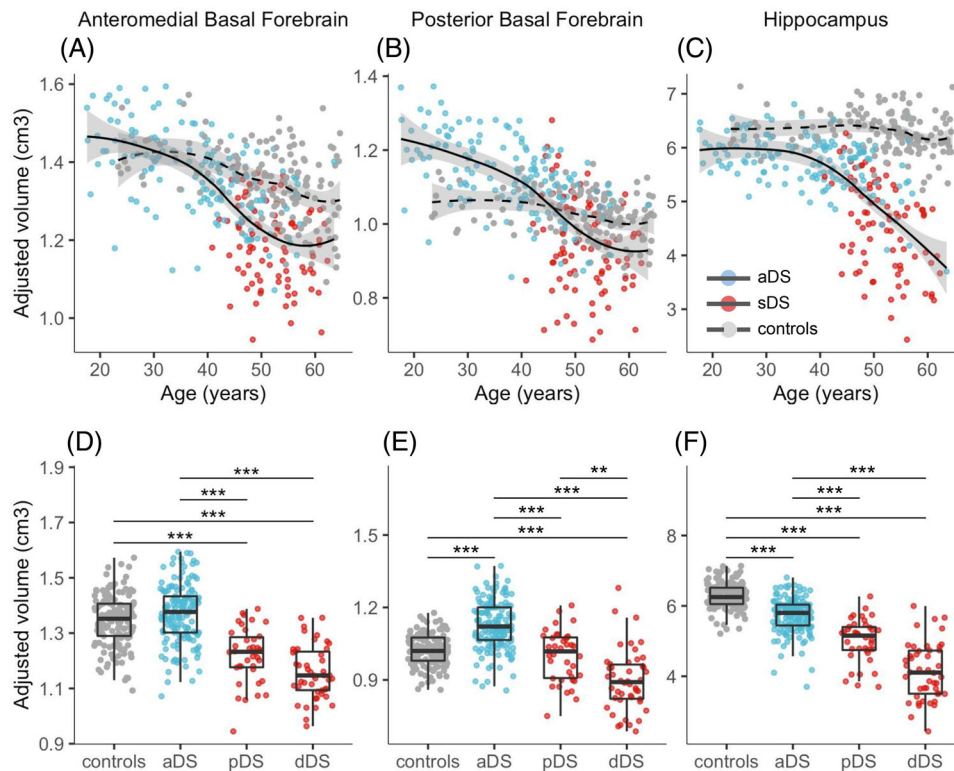 Anteromedial Basal Forebrain
Posterior Basal Forebrain
Hippocampus
(A)
Adjusted volume (cm3)
1.6
1.4
1.2
1.0
20 30 40 50 60
Age (years)
(B)
1.4
1.2
1.0
0.8
20 30 40 50 60
Age (years)
(C)
7
6
5
4
3
aDS
sDS
controls
20 30 40 50 60
Age (years)
(D)
Adjusted volume (cm3)
1.9
1.7
1.5
1.3
1.1
0.9
***
***
***
***
controls aDS pDS dDS
(E)
1.5
1.2
0.9
**
***
***
***
***
controls aDS pDS dDS
(F)
8
6
4
***
***
***
***
***
controls aDS pDS dDS